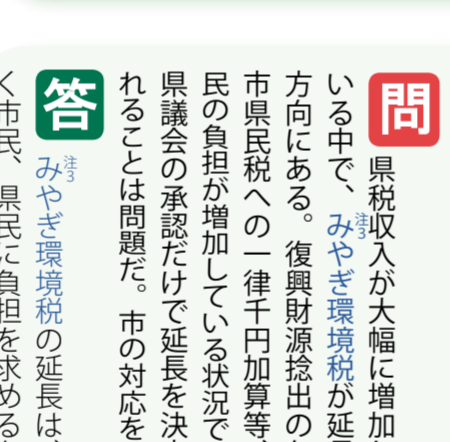 問
県税収入が大幅に増加
いる中で、みやぎ環境税が延
注3
方向にある。復興財源捻出の
市県民税への一律千円加算等
民の負担が増加している状況で
県議会の承認だけで延長を決
れることは問題だ。市の対応を
答
みやぎ環境税の延長は、
注3
く市民、県民に負担を求める